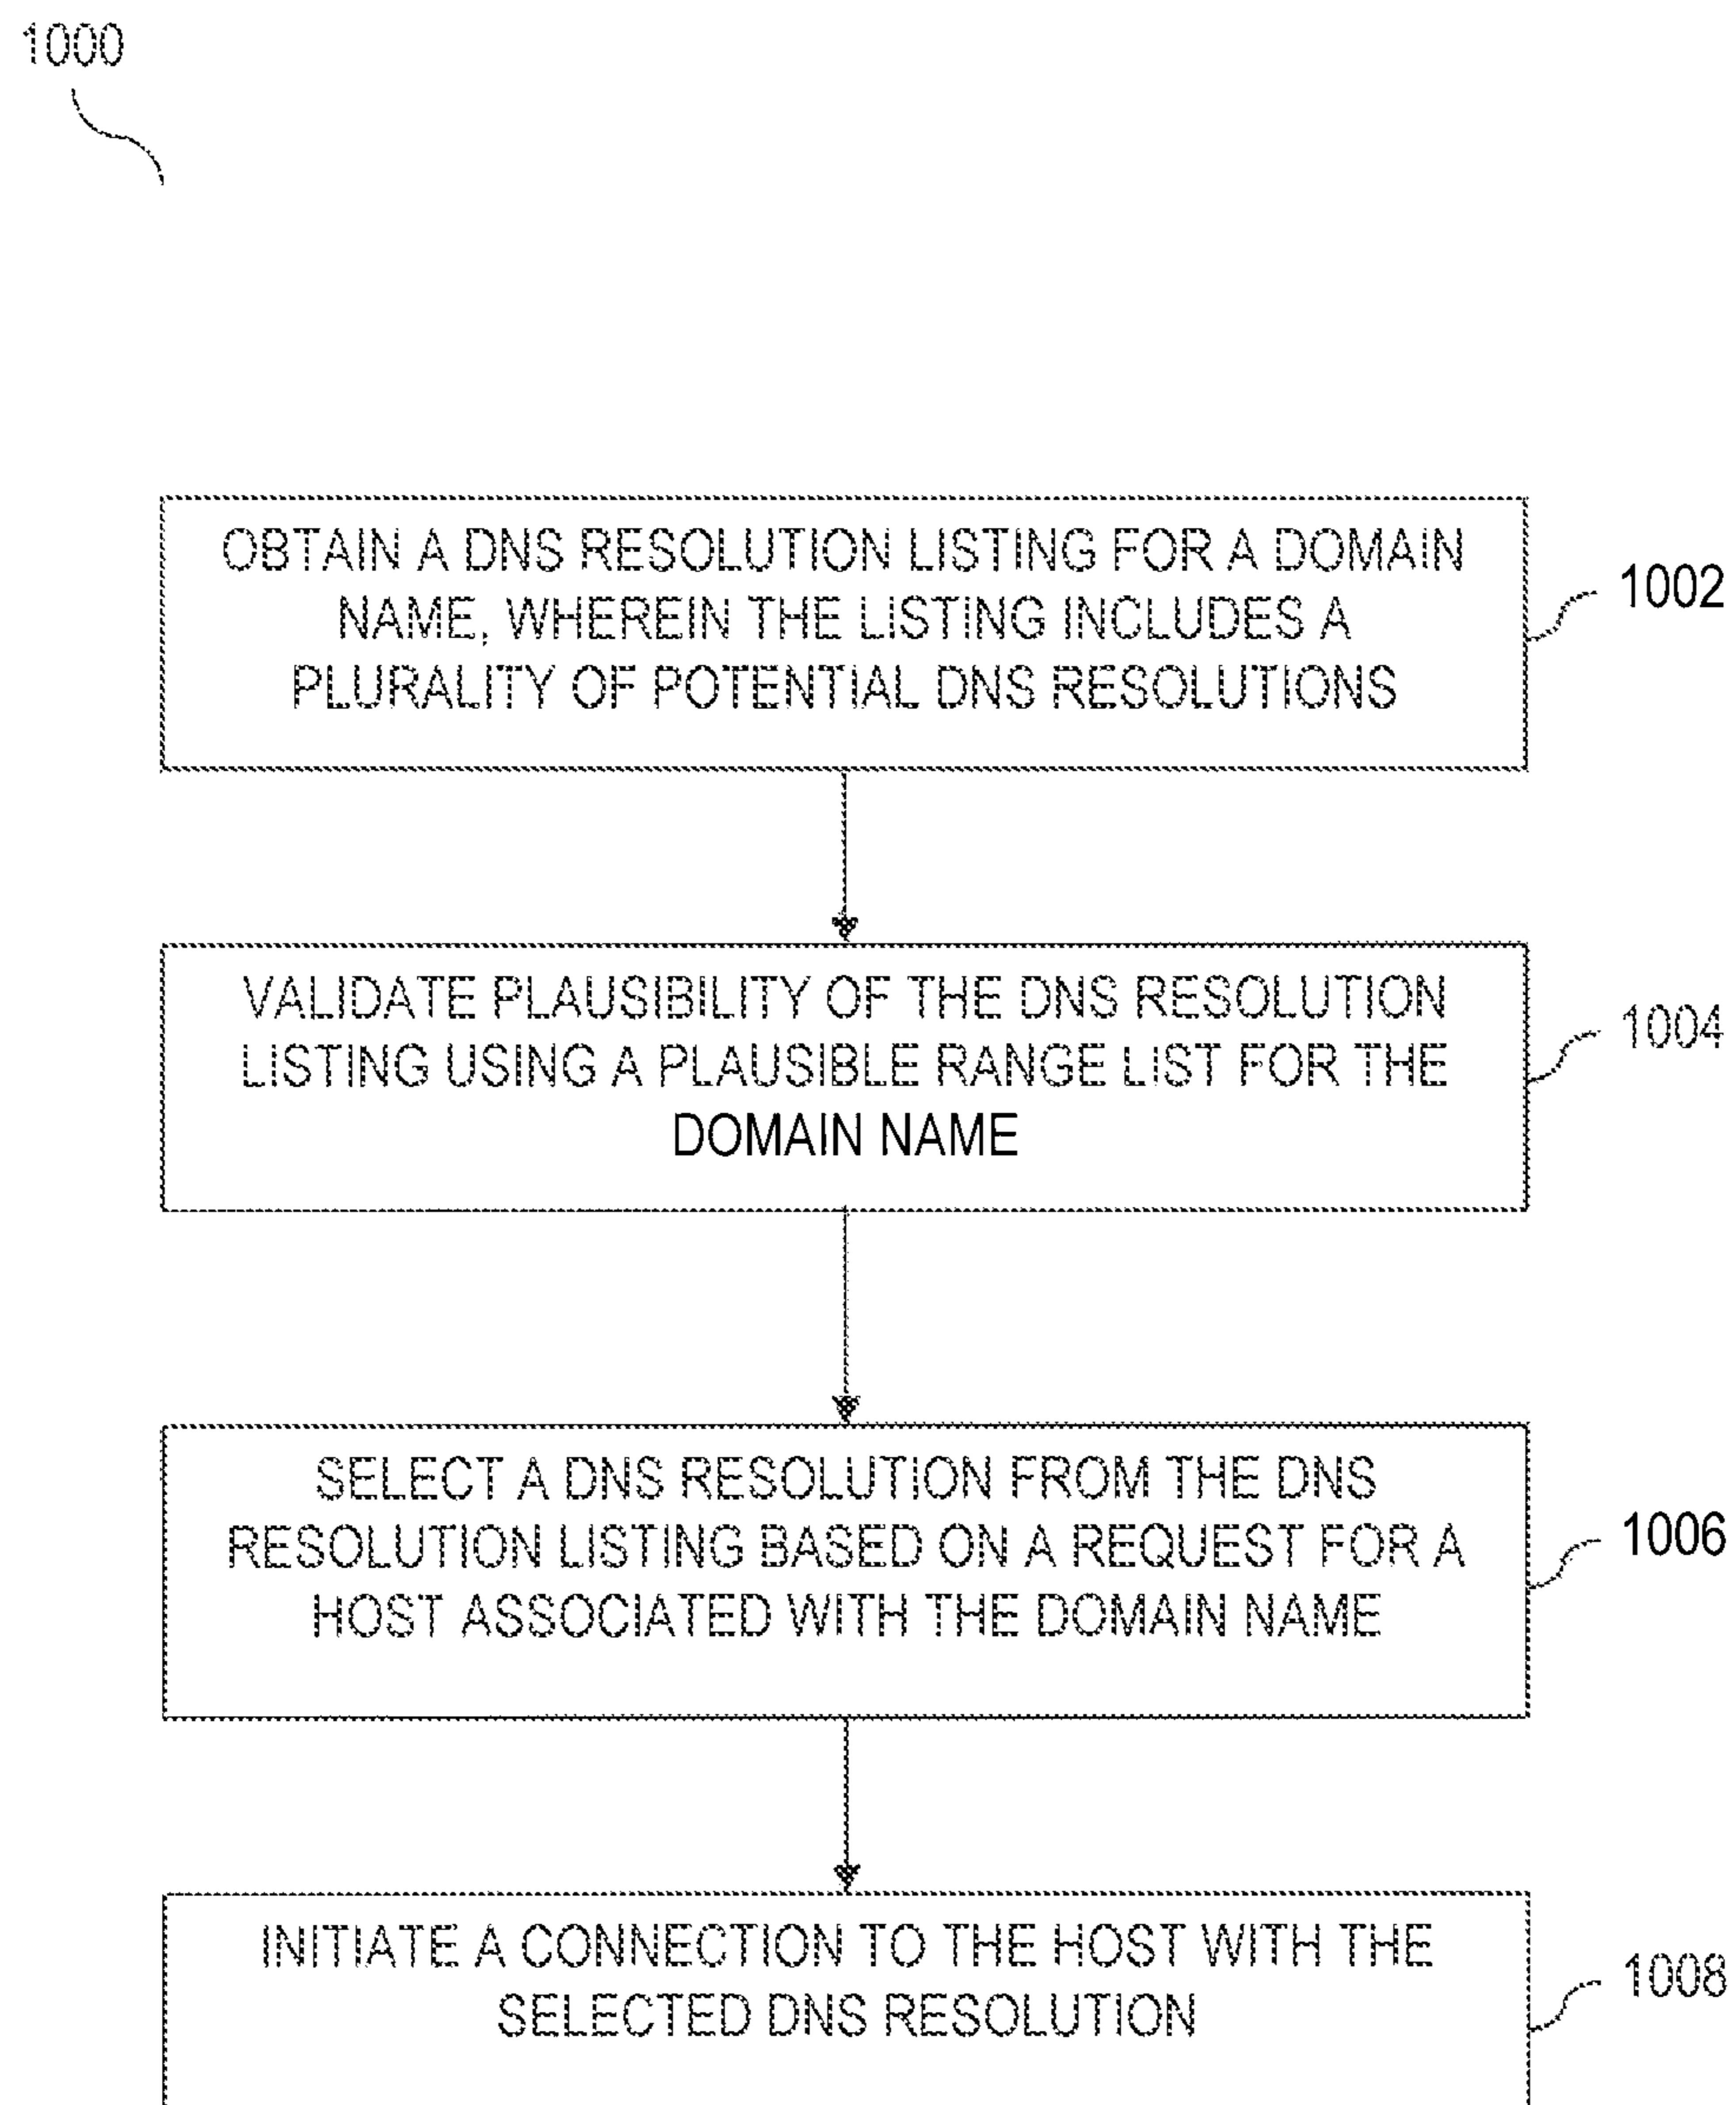 1000
OBTAIN A DNS RESOLUTION LISTING FOR A DOMAIN
NAME, WHEREIN THE LISTING INCLUDES A
PLURALITY OF POTENTIAL DNS RESOLUTIONS
1002
VALIDATE PLAUSIBILITY OF THE DNS RESOLUTION
LISTING USING A PLAUSIBLE RANGE LIST FOR THE
DOMAIN NAME
1004
SELECT A DNS RESOLUTION FROM THE DNS
RESOLUTION LISTING BASED ON A REQUEST FOR A
HOST ASSOCIATED WITH THE DOMAIN NAME
1006
INITIATE A CONNECTION TO THE HOST WITH THE
SELECTED DNS RESOLUTION
1008